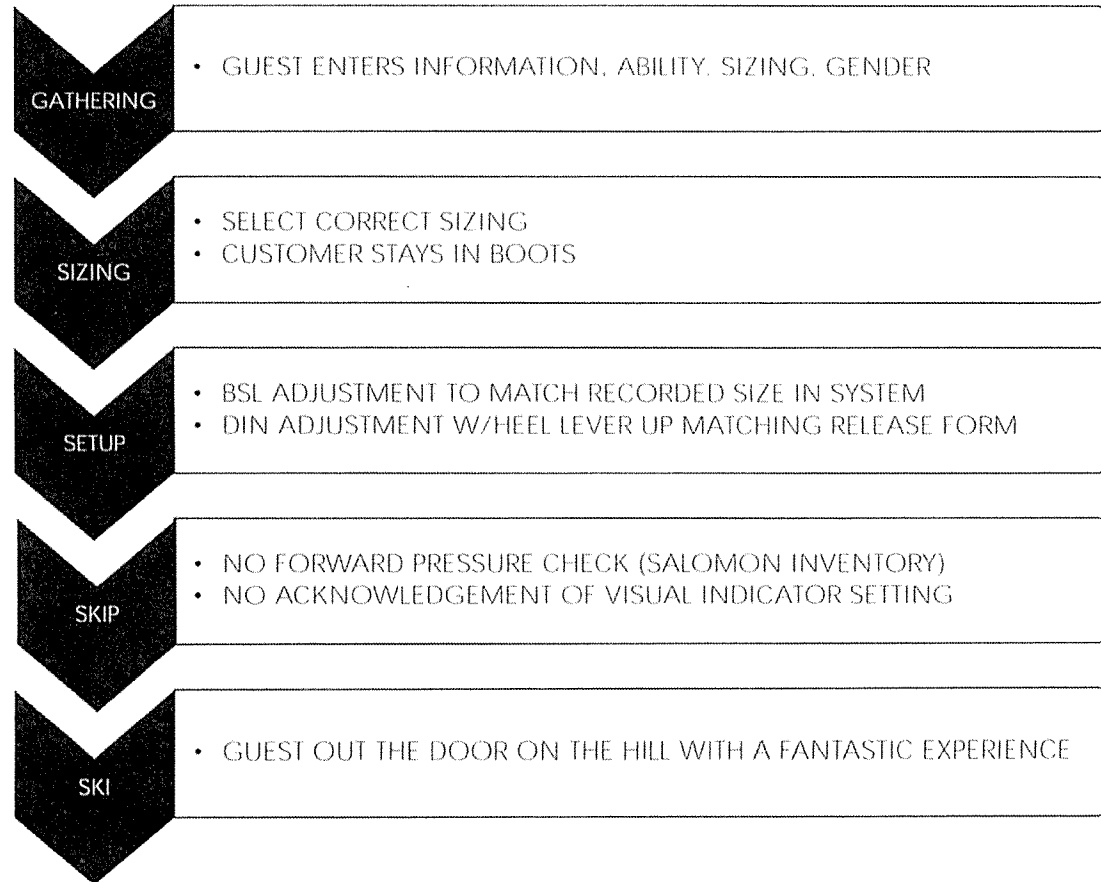 GATHERING
• GUEST ENTERS INFORMATION, ABILITY. SIZING. GENDER
SIZING
• SELECT CORRECT SIZING
• CUSTOMER STAYS IN BOOTS
SETUP
• BSL ADJUSTMENT TO MATCH RECORDED SIZE IN SYSTEM
• DIN ADJUSTMENT W/HEEL LEVER UP MATCHING RELEASE FORM
SKIP
• NO FORWARD PRESSURE CHECK (SALOMON INVENTORY)
• NO ACKNOWLEDGEMENT OF VISUAL INDICATOR SETTING
SKI
• GUEST OUT THE DOOR ON THE HILL WITH A FANTASTIC EXPERIENCE